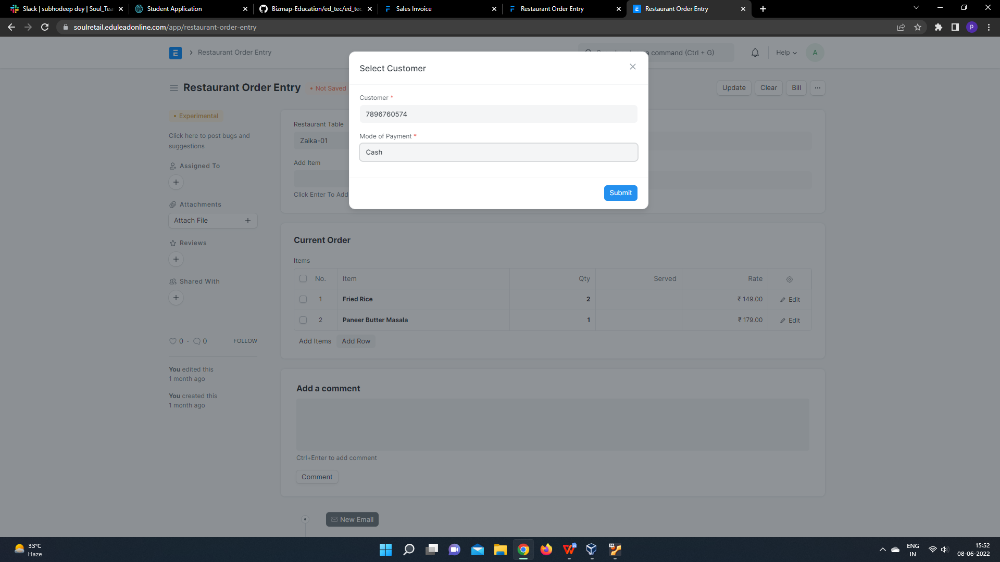 Slack | subhodeep dey | Soul_Tea
Student Application
Bizmap-Education/ed_tec/ed_tec
Sales Invoice
Restaurant Order Entry
Restaurant Order Entry
soulretail.eduleadonline.com/app/restaurant-order-entry
P
E
Restaurant Order Entry
a command (Ctrl + G)
Help
A
Restaurant Order Entry
• Not Saved
Update
Clear
Bill
...
Select Customer
Customer *
7896760574
Mode of Payment *
Cash
Submit
• Experimental
Click here to post bugs and
suggestions
Assigned To
Attachments
Attach File
Reviews
Shared With
0 · 0
FOLLOW
You edited this
1 month ago
You created this
1 month ago
Restaurant Table
Zaika-01
Add Item
Click Enter To Add
Current Order
Items
No. Item Qty Served Rate
1 Fried Rice 2 ₹ 149.00 Edit
2 Paneer Butter Masala 1 ₹ 179.00 Edit
Add Items
Add Row
Add a comment
Ctrl+Enter to add comment
Comment
New Email
33°C
Haze
ENG
IN
15:52
08-06-2022